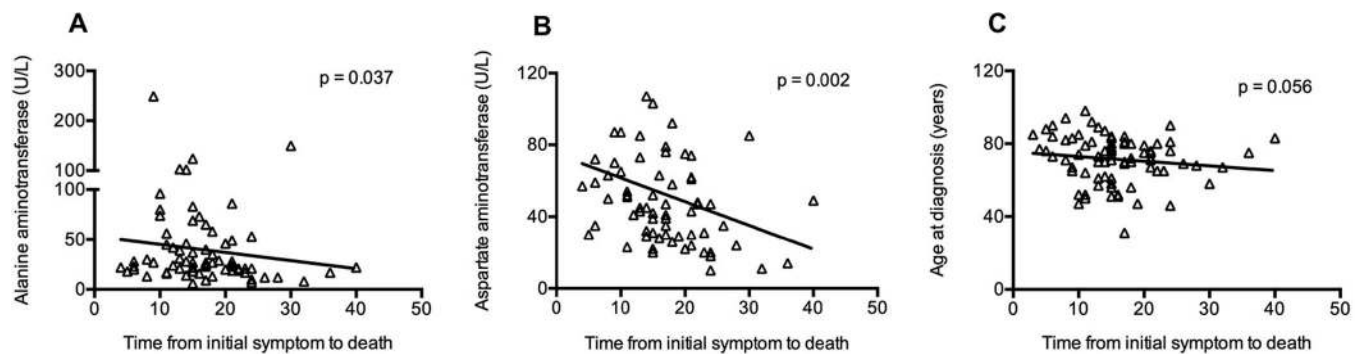 A
Alanine aminotransferase (U/L)
300
200
100
100
50
0
p = 0.037
0 10 20 30 40 50
Time from initial symptom to death
B
Aspartate aminotransferase (U/L)
120
80
40
0
p = 0.002
0 10 20 30 40 50
Time from initial symptom to death
C
Age at diagnosis (years)
120
80
40
0
p = 0.056
0 10 20 30 40 50
Time from initial symptom to death